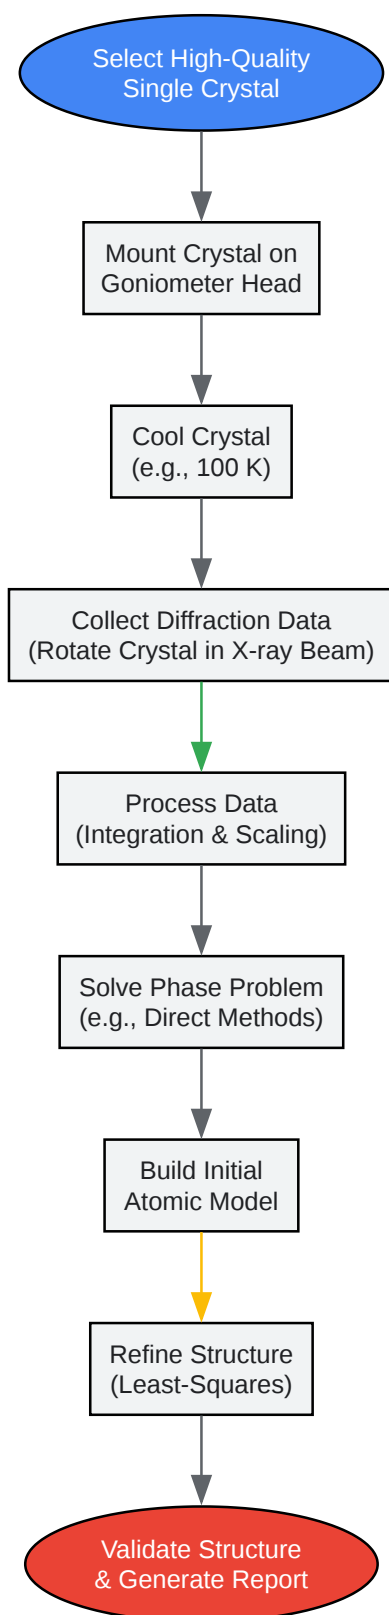 Select High-Quality
Single Crystal
Mount Crystal on
Goniometer Head
Cool Crystal
(e.g., 100 K)
Collect Diffraction Data
(Rotate Crystal in X-ray Beam)
Process Data
(Integration & Scaling)
Solve Phase Problem
(e.g., Direct Methods)
Build Initial
Atomic Model
Refine Structure
(Least-Squares)
Validate Structure
& Generate Report